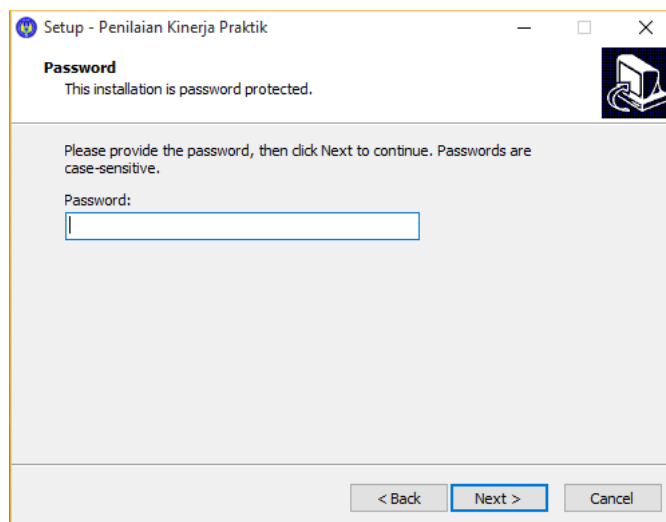 Setup - Penilaian Kinerja Praktik
Password
This installation is password protected.
Please provide the password, then click Next to continue. Passwords are
case-sensitive.
Password:
< Back
Next >
Cancel